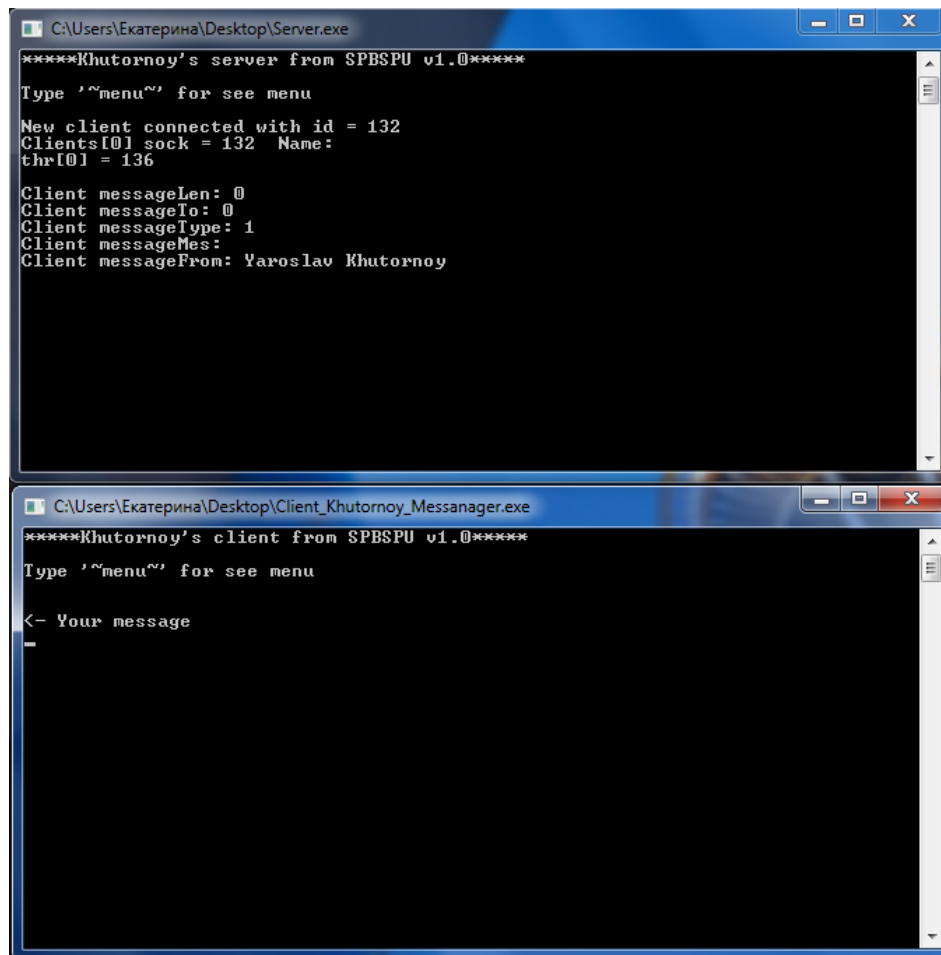 C:\Users\Екатерина\Desktop\Server.exe
*****Khutornoy's server from SPBSPU v1.0*****
Type '~menu~' for see menu
New client connected with id = 132
Clients[0] sock = 132  Name:
thr[0] = 136
Client messageLen: 0
Client messageTo: 0
Client messageType: 1
Client messageMes:
Client messageFrom: Yaroslav Khutornoy
C:\Users\Екатерина\Desktop\Client_Khutornoy_Messanager.exe
*****Khutornoy's client from SPBSPU v1.0*****
Type '~menu~' for see menu
<- Your message